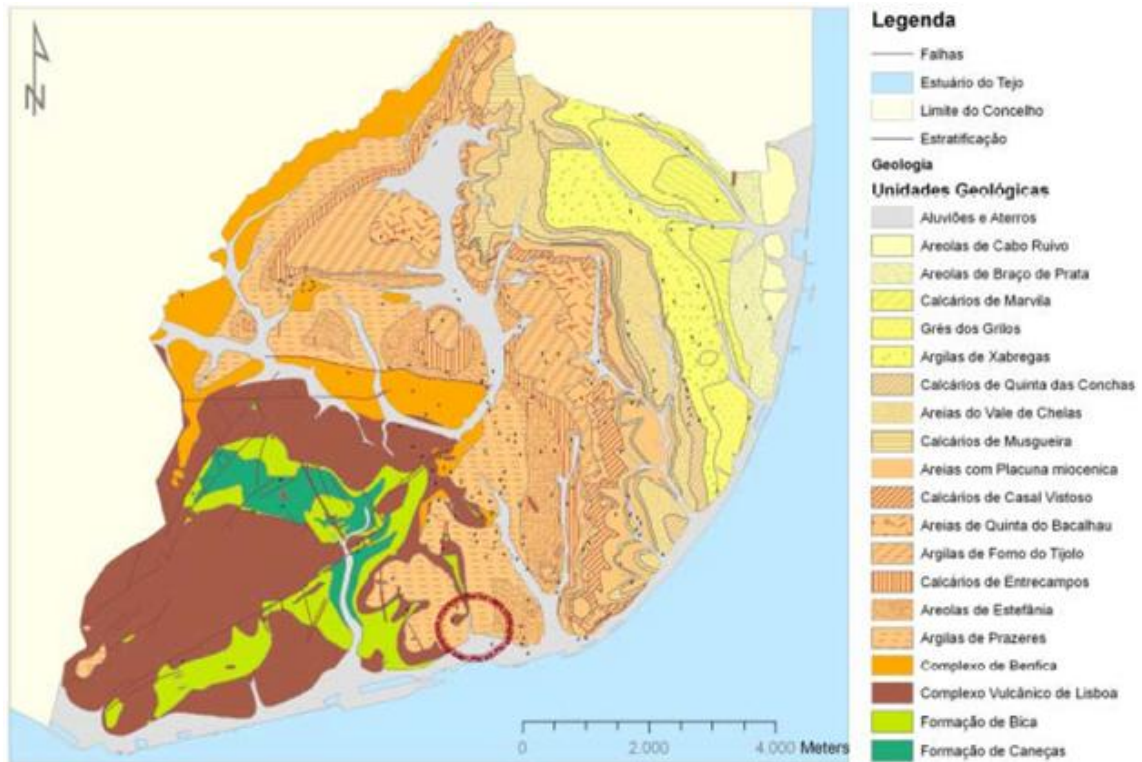 N
Legenda
Falhas
Estuário do Tejo
Limite do Concelho
Estratificação
Geologia
Unidades Geológicas
Aluviões e Aterros
Areolas de Cabo Ruivo
Areolas de Braço de Prata
Calcários de Marvila
Grés dos Grilos
Argilas de Xabregas
Calcários de Quinta das Conchas
Areias do Vale de Chelas
Calcários de Musgueira
Areias com Placuna miocenica
Calcários de Casal Vistoso
Areias de Quinta do Bacalhau
Argilas de Forno do Tijolo
Calcários de Entrecampos
Areolas de Estefânia
Argilas de Prazeres
Complexo de Benfica
Complexo Vulcânico de Lisboa
Formação de Bica
Formação de Caneças
0 2.000 4.000 Meters